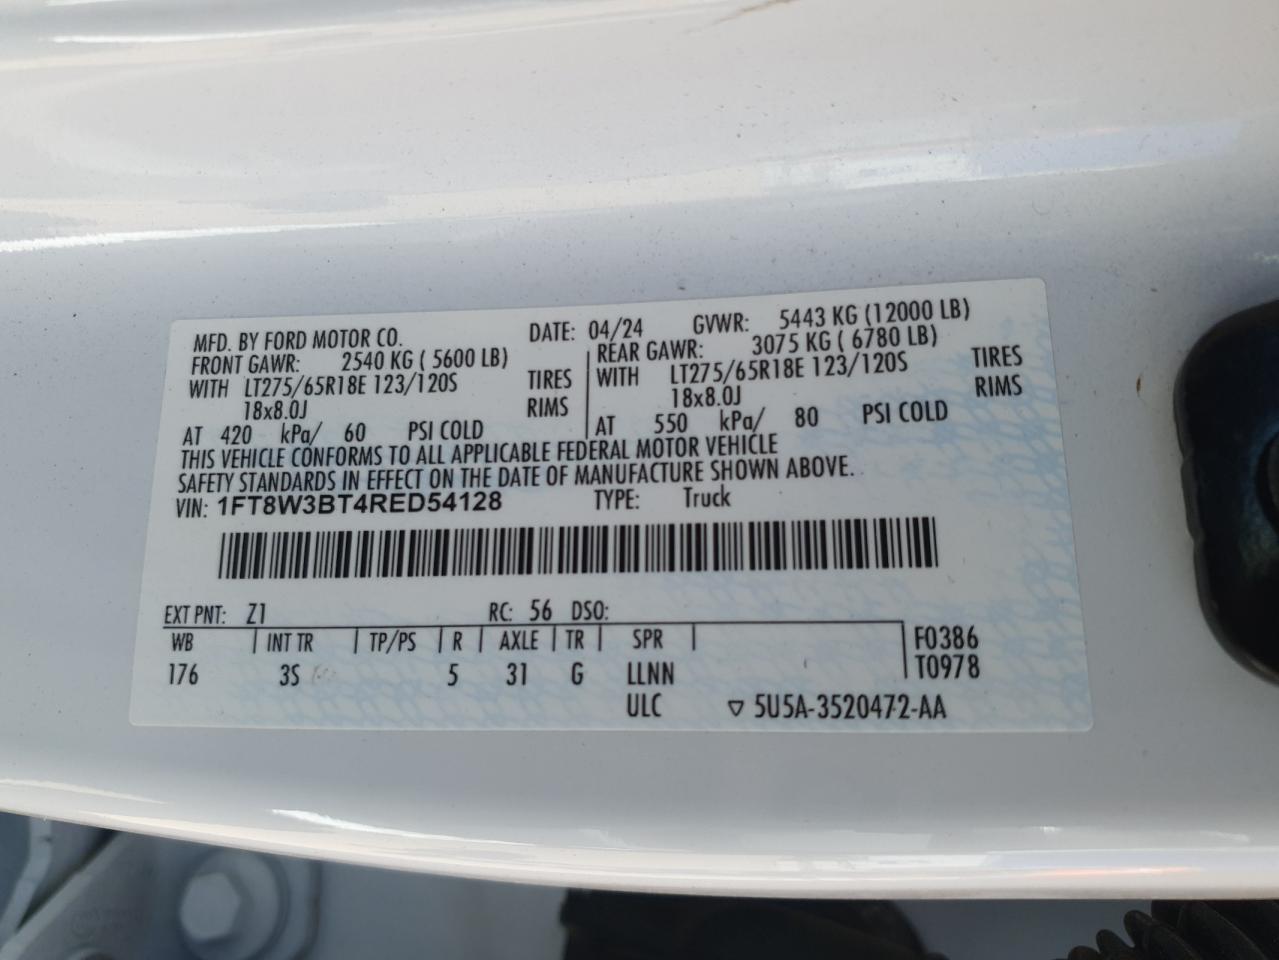 MFD. BY FORD MOTOR CO.
DATE: 04/24 GVWR: 5443 KG (12000 LB)
FRONT GAWR: 2540 KG ( 5600 LB)
WITH LT275/65R18E 123/120S TIRES
18x8.0J RIMS
AT 420 kPa/ 60 PSI COLD
REAR GAWR: 3075 KG ( 6780 LB)
WITH LT275/65R18E 123/120S TIRES
18x8.0J RIMS
AT 550 kPa/ 80 PSI COLD
THIS VEHICLE CONFORMS TO ALL APPLICABLE FEDERAL MOTOR VEHICLE
SAFETY STANDARDS IN EFFECT ON THE DATE OF MANUFACTURE SHOWN ABOVE.
VIN: 1FT8W3BT4RED54128 TYPE: Truck
EXT PNT: Z1 RC: 56 DSO:
WB INT TR TP/PS R AXLE TR SPR F0386
176 3S 5 31 G LLNN T0978
ULC ▽ 5U5A-3520472-AA